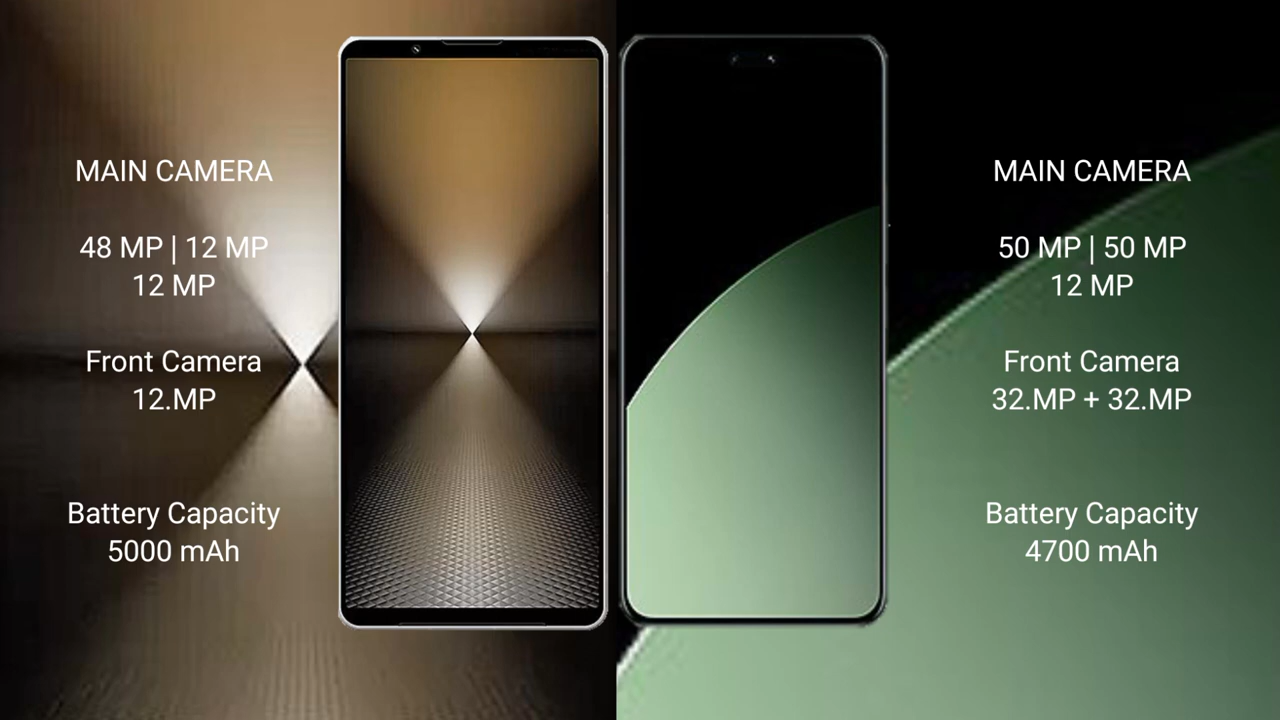 MAIN CAMERA
48 MP | 12 MP
12 MP
Front Camera
12.MP
Battery Capacity
5000 mAh
MAIN CAMERA
50 MP | 50 MP
12 MP
Front Camera
32.MP + 32.MP
Battery Capacity
4700 mAh